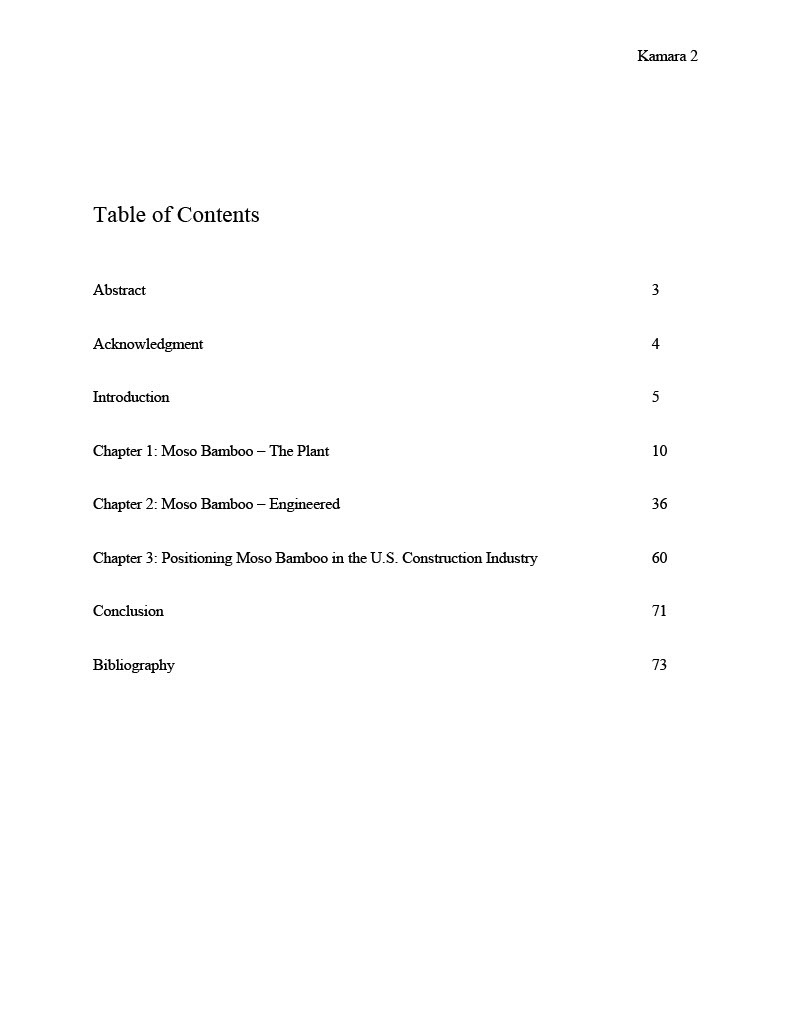 Kamara 2
Table of Contents
Abstract 3
Acknowledgment 4
Introduction 5
Chapter 1: Moso Bamboo – The Plant 10
Chapter 2: Moso Bamboo – Engineered 36
Chapter 3: Positioning Moso Bamboo in the U.S. Construction Industry 60
Conclusion 71
Bibliography 73